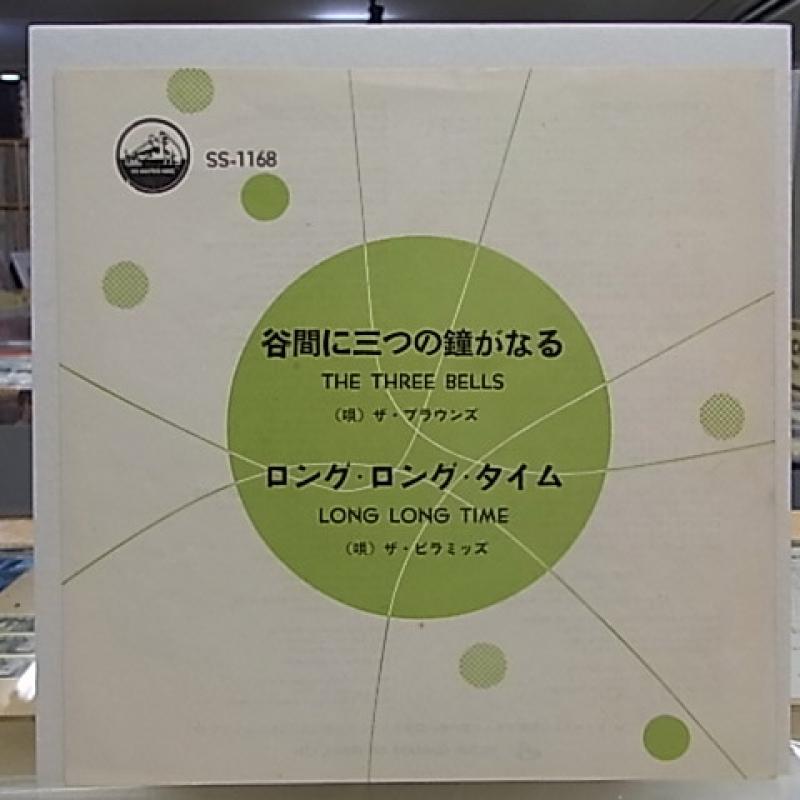 SS-1168
谷間に三つの鐘がなる
THE THREE BELLS
（唄）ザ・ブラウンズ
ロング・ロング・タイム
LONG LONG TIME
（唄）ザ・ピラミッズ